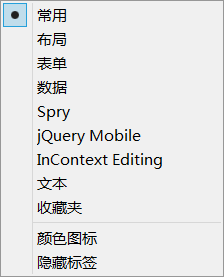 常用
布局
表单
数据
Spry
jQuery Mobile
InContext Editing
文本
收藏夹
颜色图标
隐藏标签